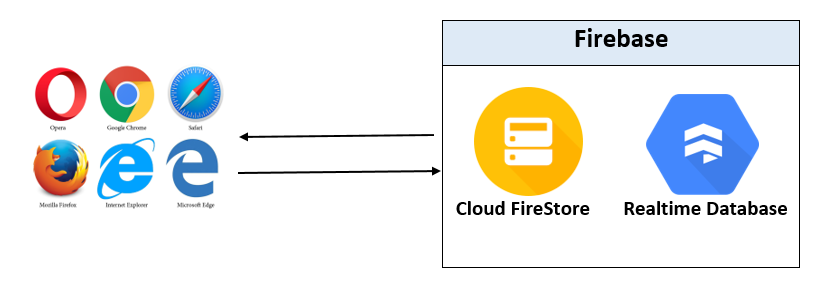 Firebase
Opera
Google Chrome
Safari
Mozilla Firefox
Internet Explorer
Microsoft Edge
Cloud FireStore
Realtime Database